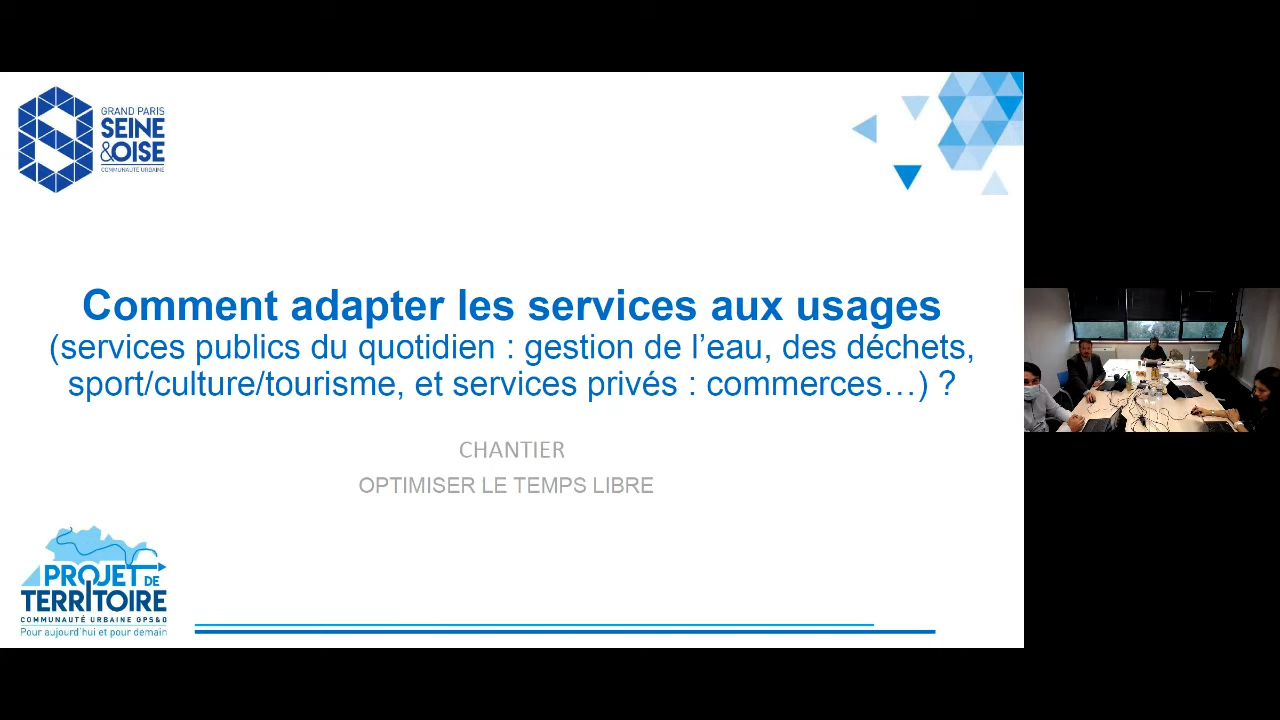 GRAND PARIS
SEINE
&OISE
COMMUNAUTÉ URBAINE
Comment adapter les services aux usages
(services publics du quotidien : gestion de l’eau, des déchets,
sport/culture/tourisme, et services privés : commerces…) ?
CHANTIER
OPTIMISER LE TEMPS LIBRE
PROJET DE
TERRITOIRE
COMMUNAUTÉ URBAINE GPS&O
Pour aujourd'hui et pour demain